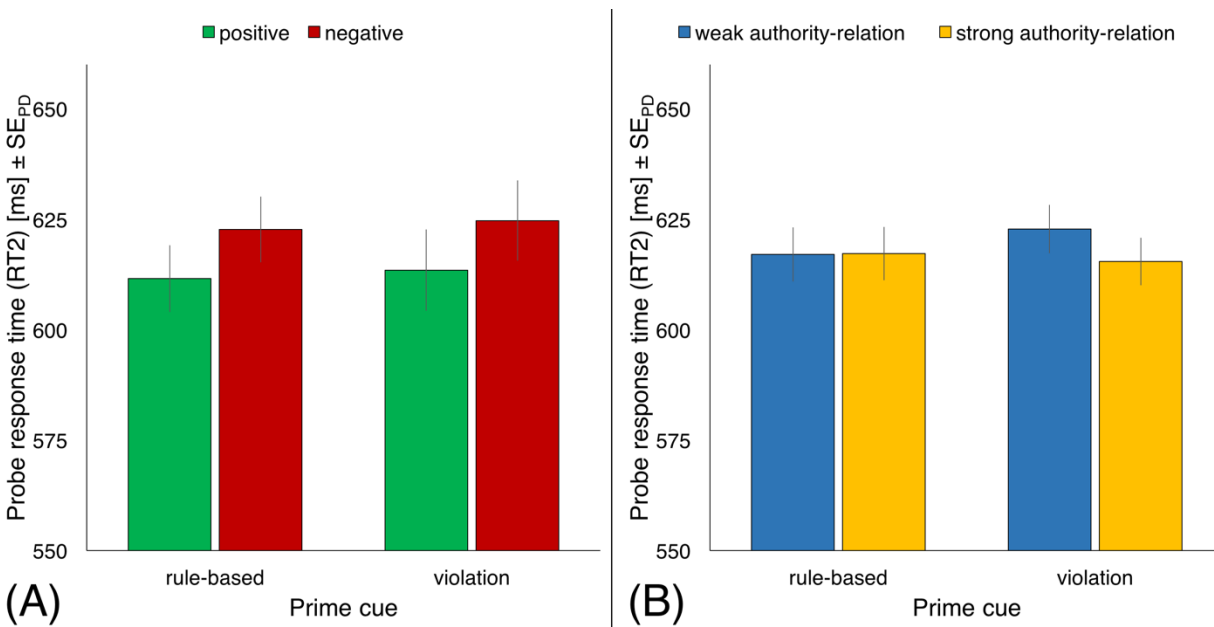 positive negative
Probe response time (RT2) [ms] ± SE_PD
650
625
600
575
550
rule-based violation
Prime cue
(A)
weak authority-relation strong authority-relation
Probe response time (RT2) [ms] ± SE_PD
650
625
600
575
550
rule-based violation
Prime cue
(B)